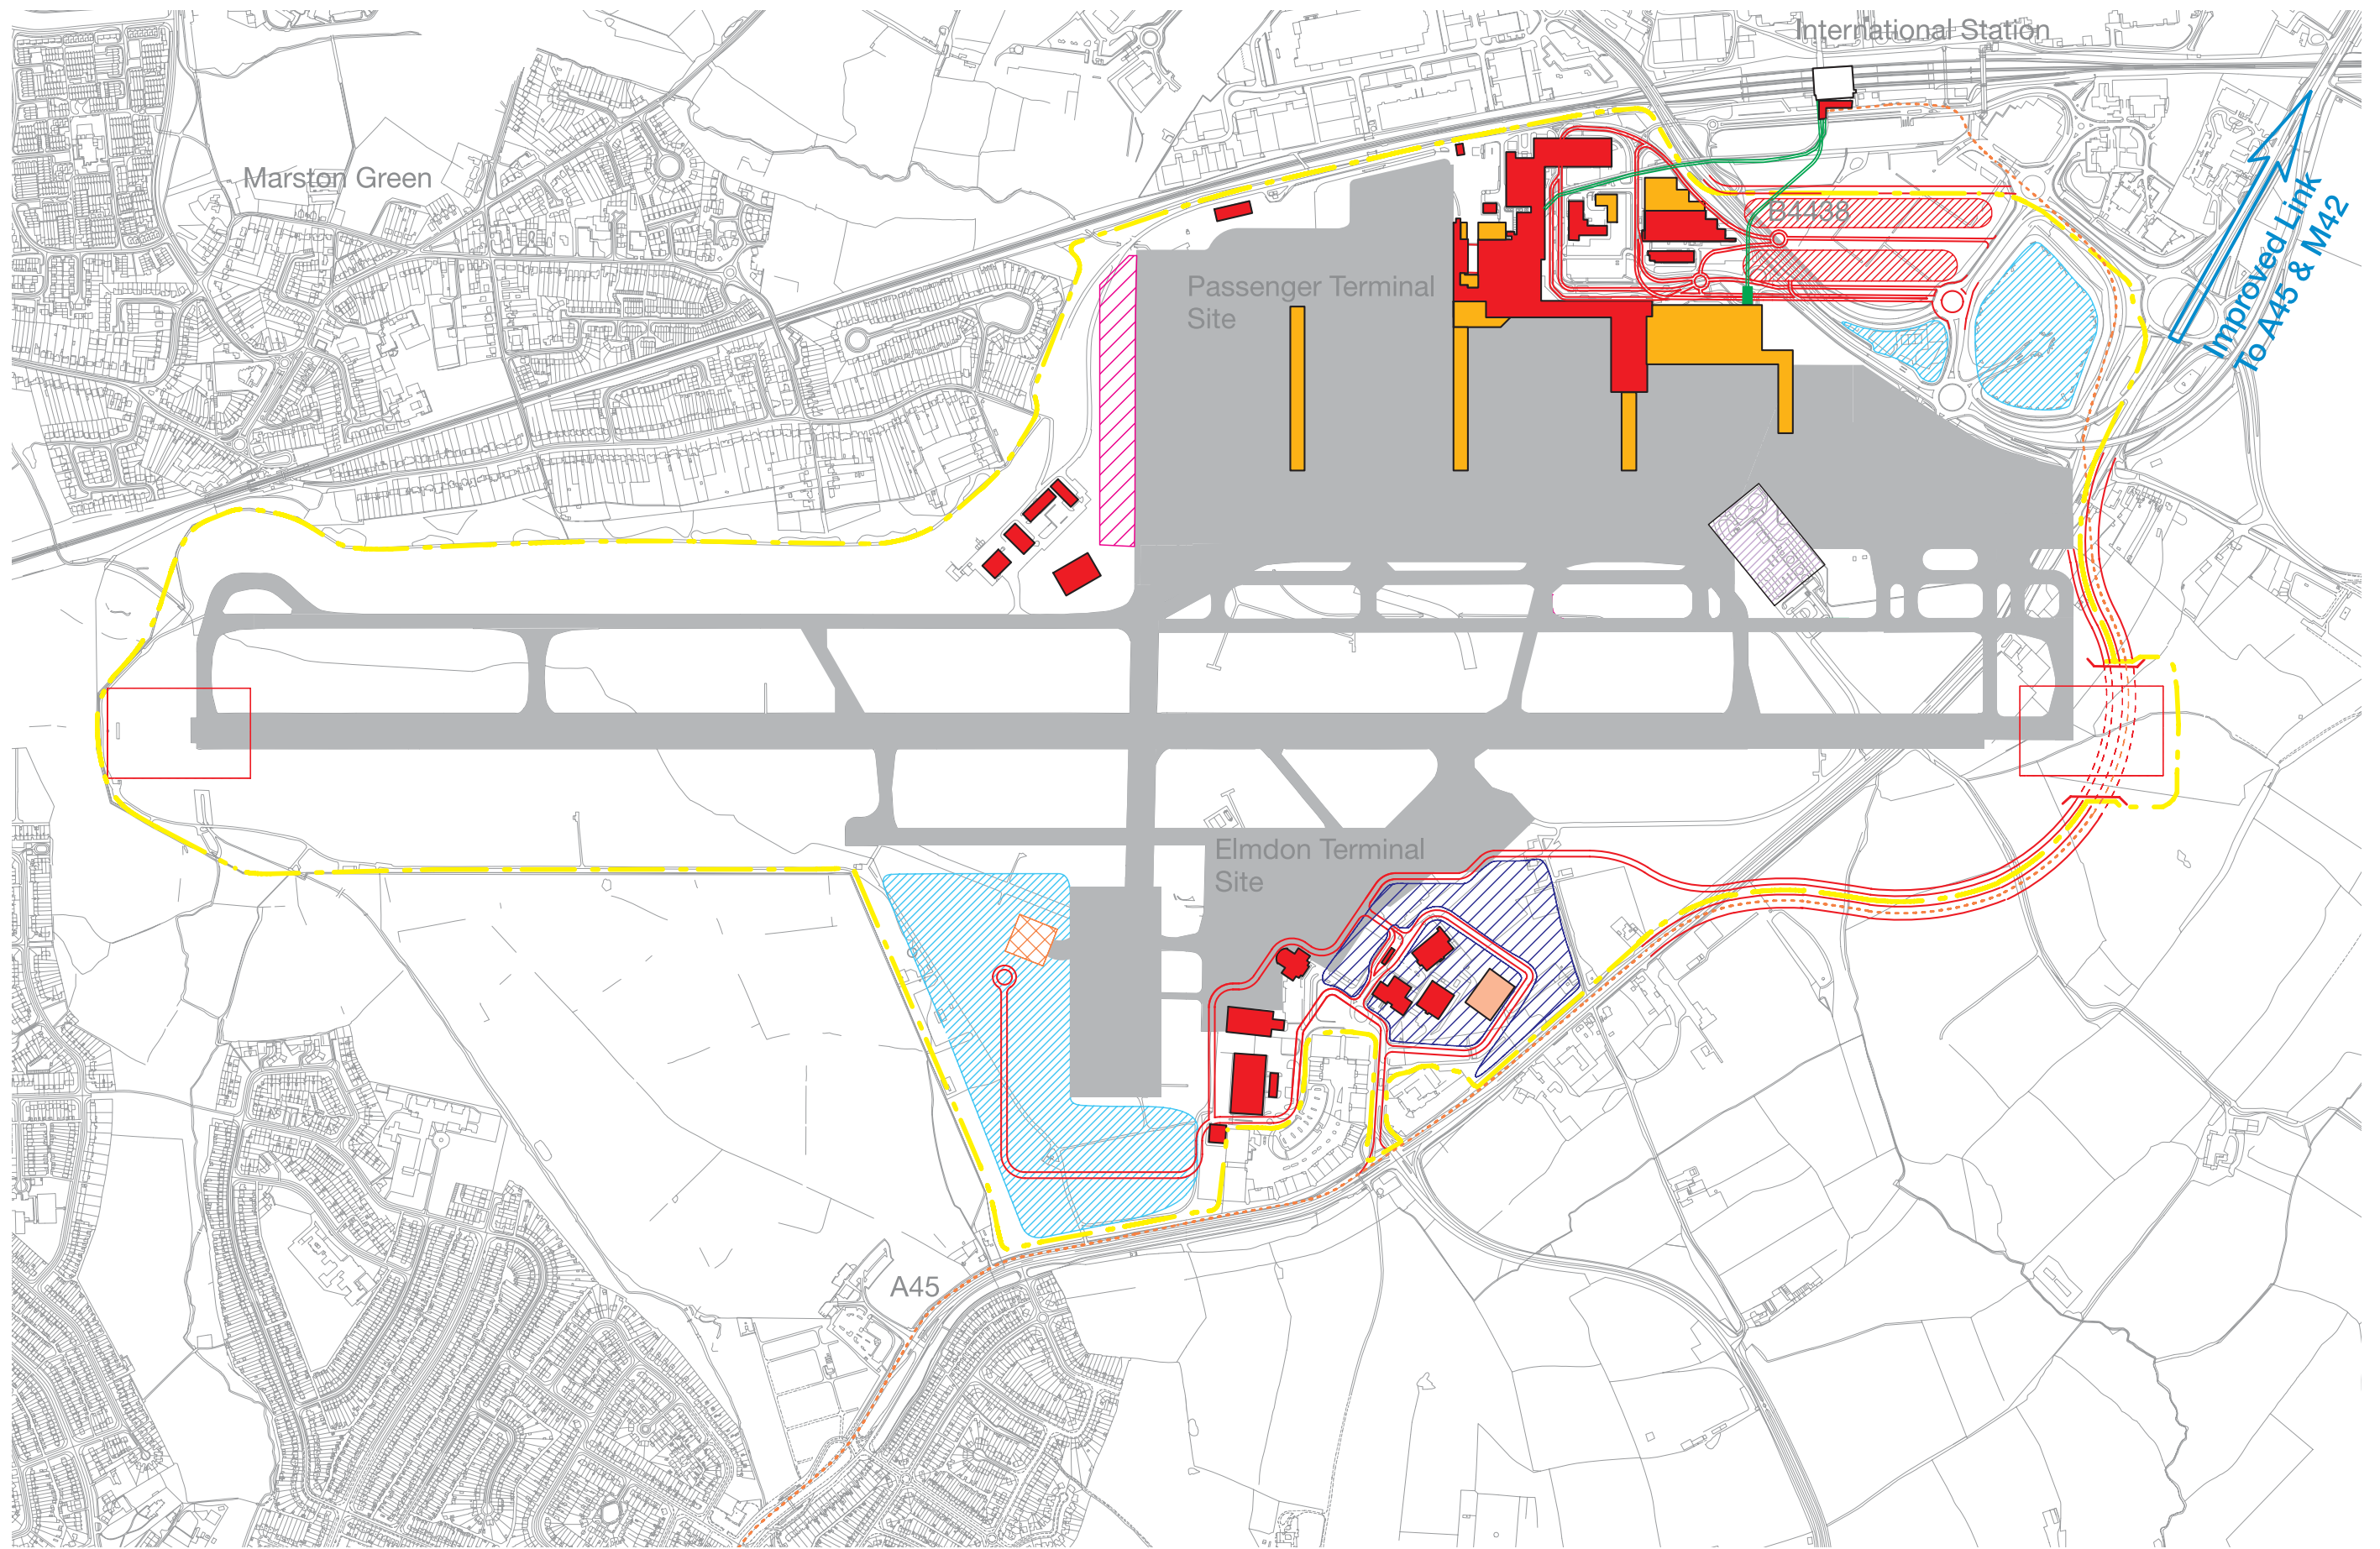 International Station
Marston Green
B4438
Improved Link
To A45 & M42
Passenger Terminal
Site
Elmdon Terminal
Site
A45